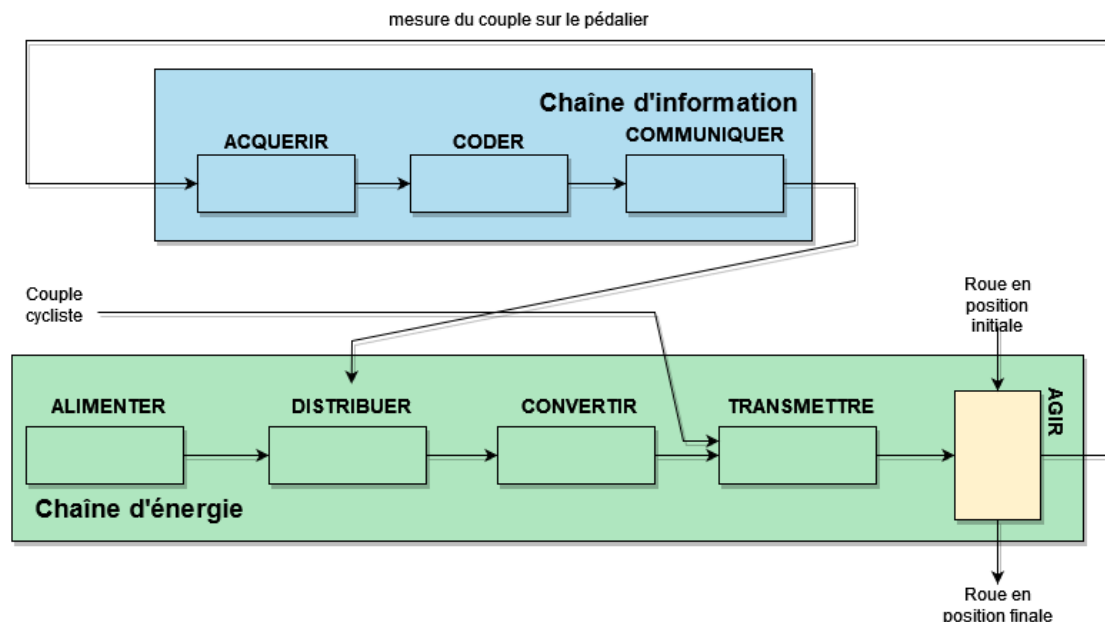 mesure du couple sur le pédalier
Chaîne d'information
ACQUERIR
CODER
COMMUNIQUER
Couple
cycliste
Roue en
position
initiale
ALIMENTER
DISTRIBUER
CONVERTIR
TRANSMETTRE
AGIR
Chaîne d'énergie
Roue en
position finale